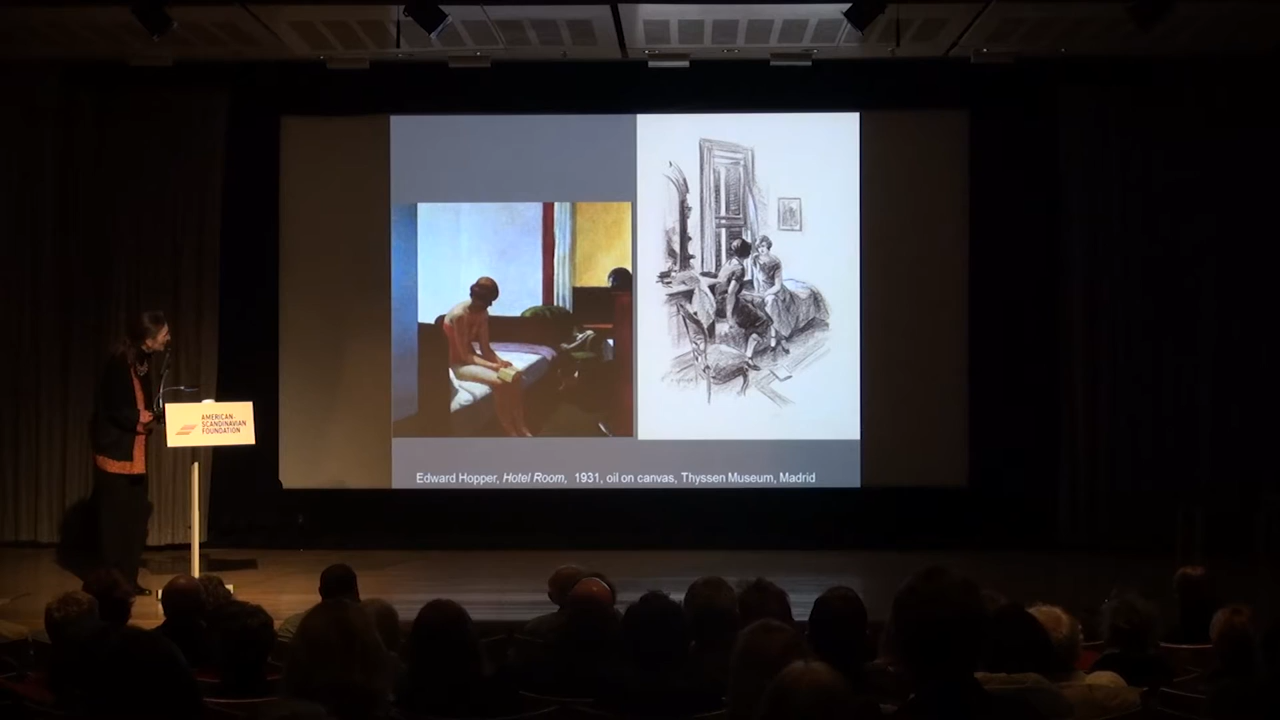 AMERICAN-
SCANDINAVIAN
FOUNDATION
Edward Hopper, Hotel Room, 1931, oil on canvas, Thyssen Museum, Madrid